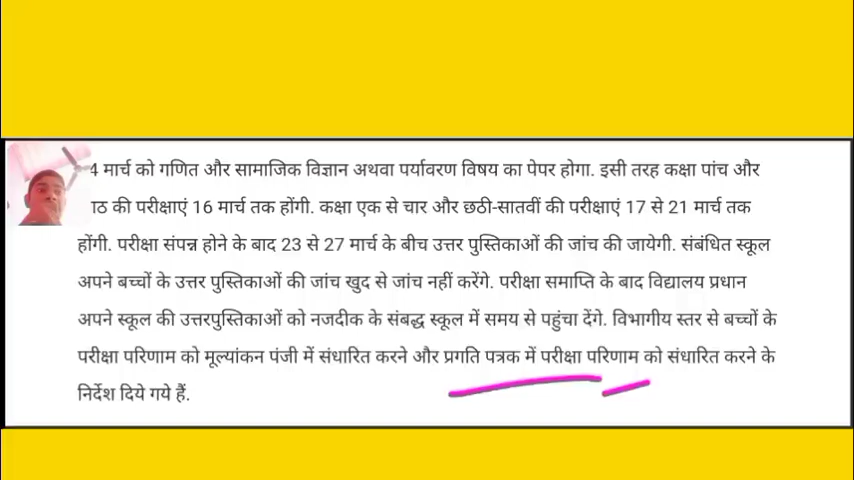 4 मार्च को गणित और सामाजिक विज्ञान अथवा पर्यावरण विषय का पेपर होगा. इसी तरह कक्षा पांच और
की परीक्षाएं 16 मार्च तक होंगी. कक्षा एक से चार और छठी-सातवीं की परीक्षाएं 17 से 21 मार्च तक
होंगी. परीक्षा संपन्न होने के बाद 23 से 27 मार्च के बीच उत्तर पुस्तिकाओं की जांच की जायेगी. संबंधित स्कूल
अपने बच्चों के उत्तर पुस्तिकाओं की जांच खुद से जांच नहीं करेंगे. परीक्षा समाप्ति के बाद विद्यालय प्रधान
अपने स्कूल की उत्तरपुस्तिकाओं को नजदीक के संबद्ध स्कूल में समय से पहुंचा देंगे. विभागीय स्तर से बच्चों के
परीक्षा परिणाम को मूल्यांकन पंजी में संधारित करने और प्रगति पत्रक में परीक्षा परिणाम को संधारित करने के
निर्देश दिये गये हैं.